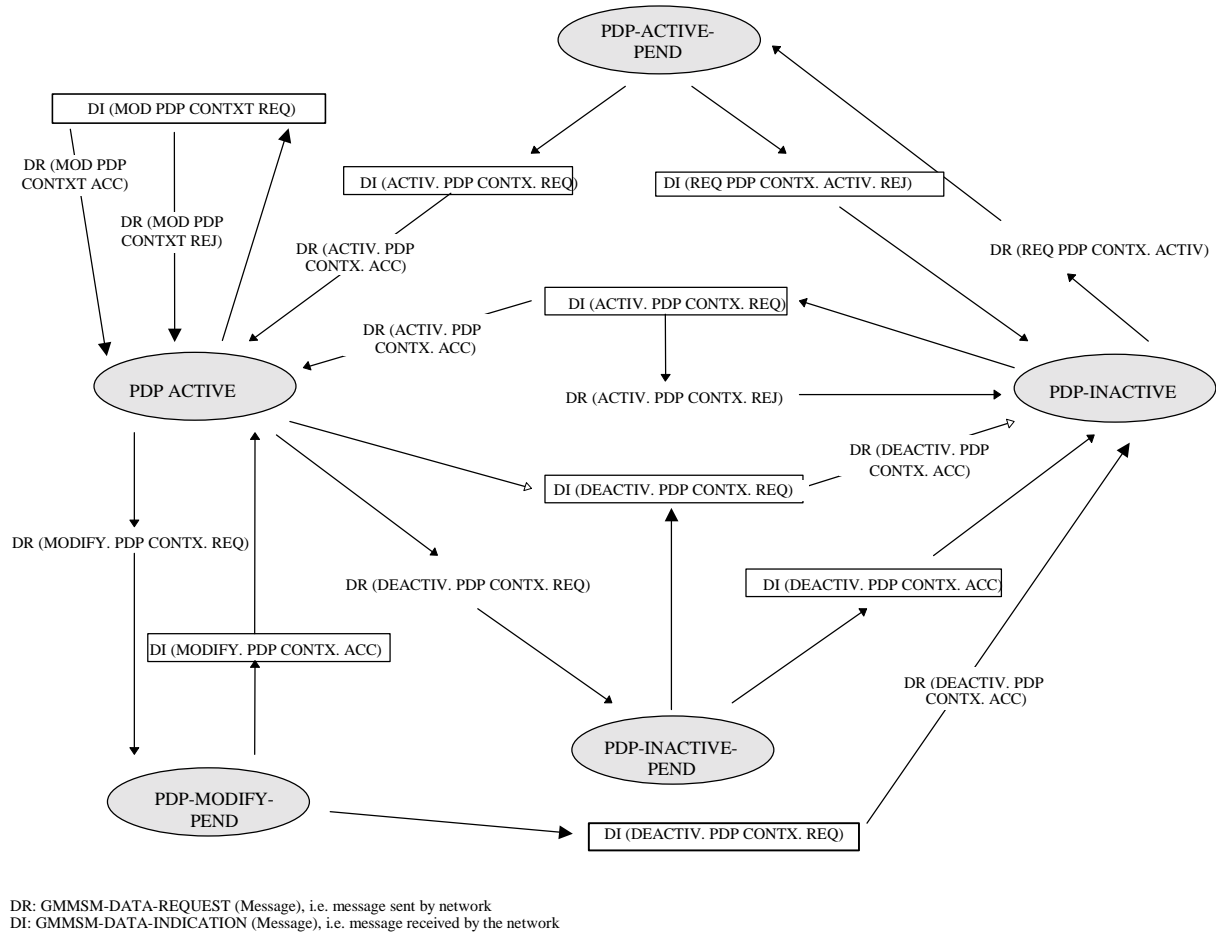 PDP-ACTIVE-
PEND
DI (MOD PDP CONTXT REQ)
DR (MOD PDP
CONTXT ACC)
DI (ACTIV. PDP CONTX. REQ)
DI (REQ PDP CONTX. ACTIV. REJ)
DR (MOD PDP
CONTXT REJ)
DR (ACTIV. PDP
CONTX. ACC)
DR (REQ PDP CONTX. ACTIV)
DI (ACTIV. PDP CONTX. REQ)
DR (ACTIV. PDP
CONTX. ACC)
PDP ACTIVE
DR (ACTIV. PDP CONTX. REJ)
PDP-INACTIVE
DR (DEACTIV. PDP
CONTX. ACC)
DI (DEACTIV. PDP CONTX. REQ)
DR (MODIFY. PDP CONTX. REQ)
DR (DEACTIV. PDP CONTX. REQ)
DI (DEACTIV. PDP CONTX. ACC)
DI (MODIFY. PDP CONTX. ACC)
DR (DEACTIV. PDP
CONTX. ACC)
PDP-INACTIVE-
PEND
PDP-MODIFY-
PEND
DI (DEACTIV. PDP CONTX. REQ)
DR: GMMSM-DATA-REQUEST (Message), i.e. message sent by network
DI: GMMSM-DATA-INDICATION (Message), i.e. message received by the network